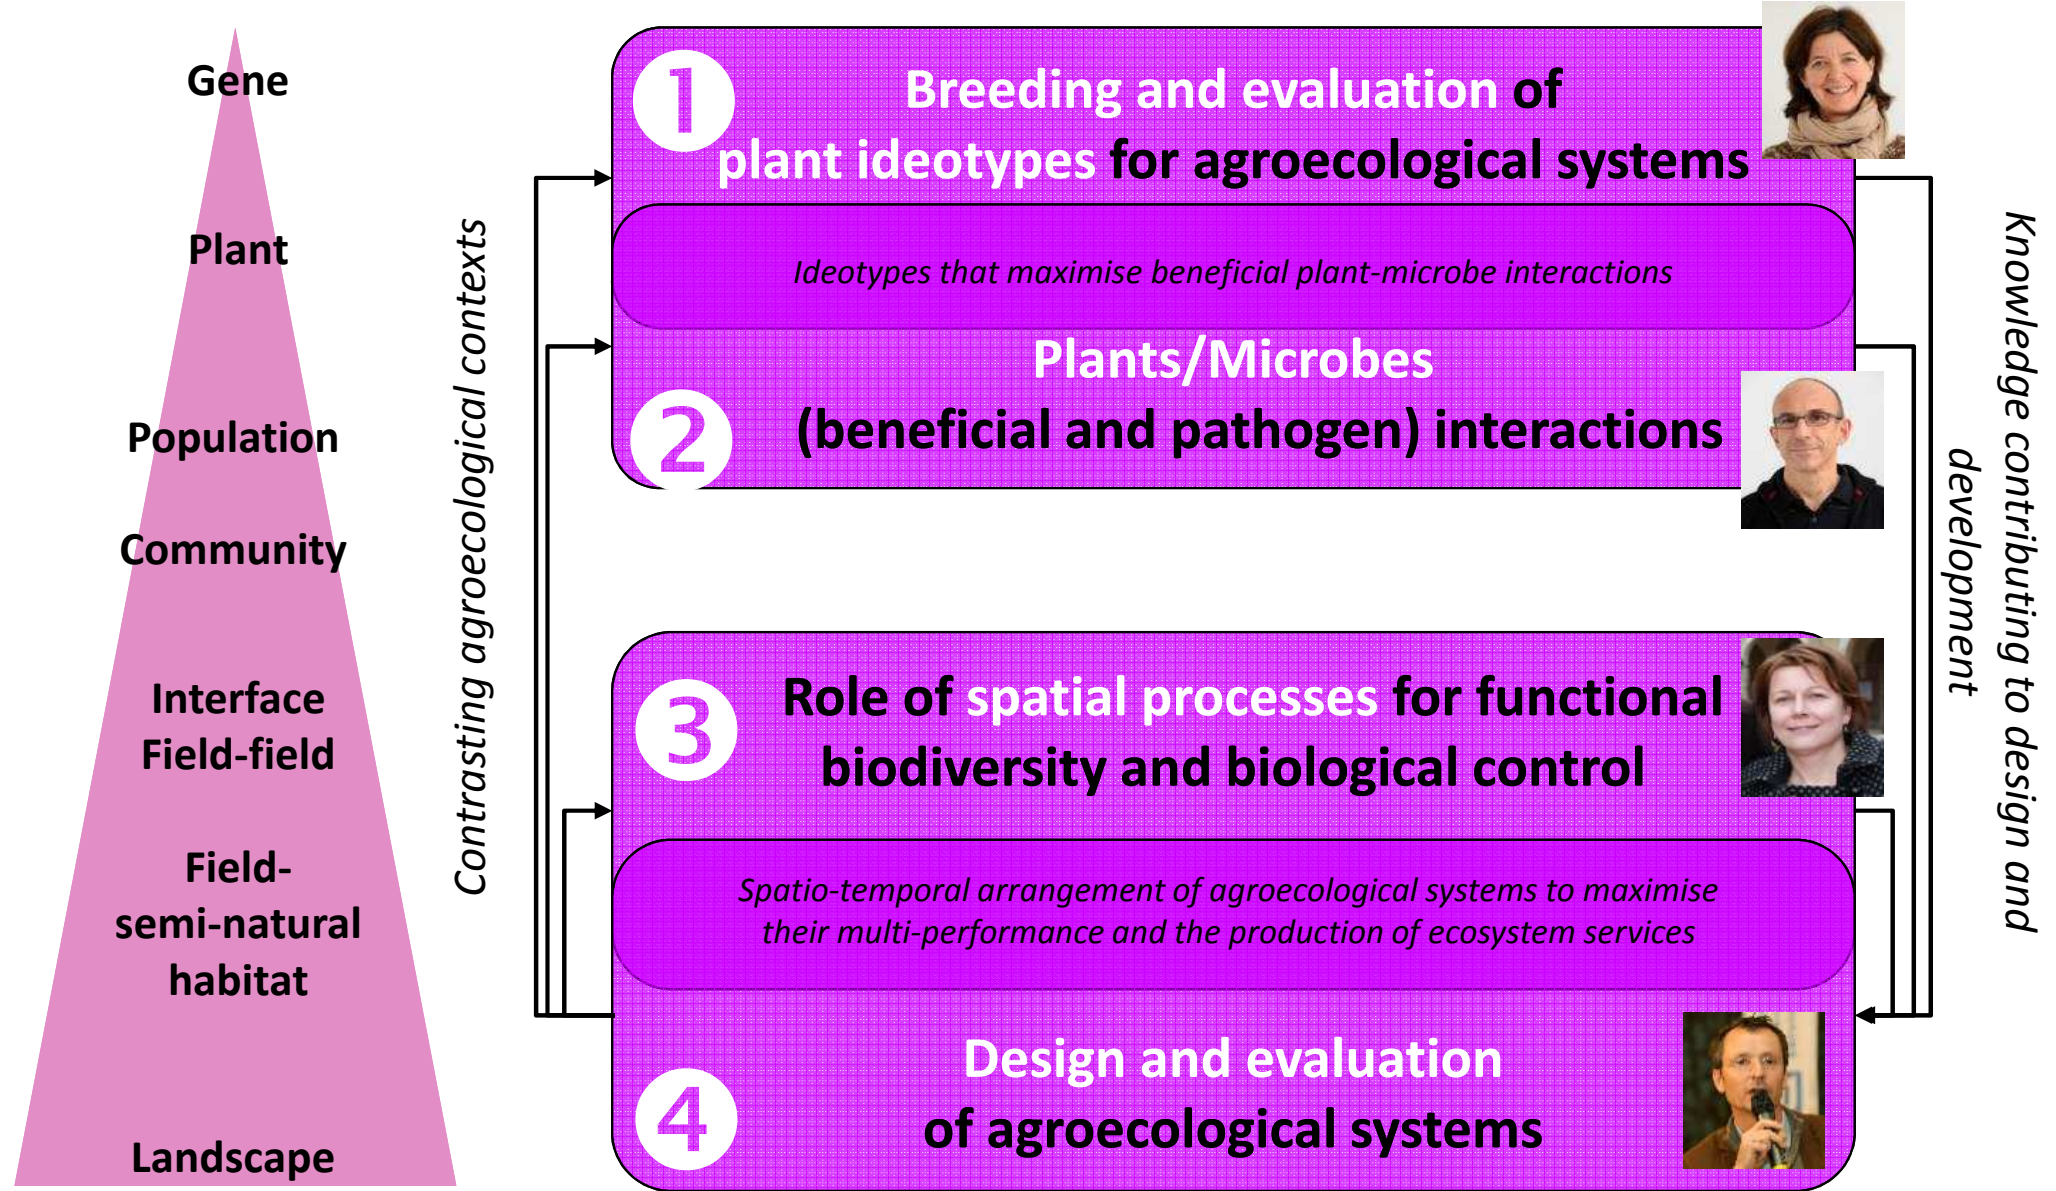 Gene
Plant
Population
Community
Interface
Field-field
Field-
semi-natural
habitat
Landscape
Contrasting agroecological contexts
1
Breeding and evaluation of
plant ideotypes for agroecological systems
Ideotypes that maximise beneficial plant-microbe interactions
Plants/Microbes
2
(beneficial and pathogen) interactions
3
Role of spatial processes for functional
biodiversity and biological control
Spatio-temporal arrangement of agroecological systems to maximise
their multi-performance and the production of ecosystem services
Design and evaluation
4
of agroecological systems
Knowledge contributing to design and
development